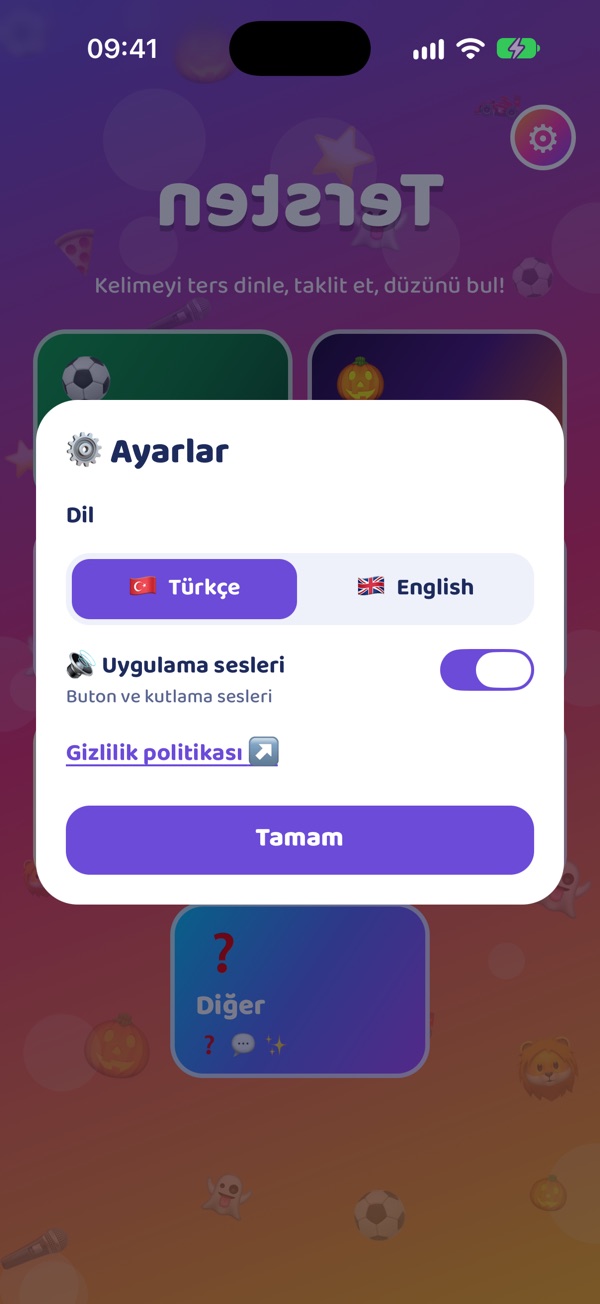 09:41
Tersten
Kelimeyi ters dinle, taklit et, düzünü bul!
⚙️ Ayarlar
Dil
🇹🇷 Türkçe
🇬🇧 English
🔊 Uygulama sesleri
Buton ve kutlama sesleri
Gizlilik politikası ↗️
Tamam
❓
Diğer
❓ 💬 ✨